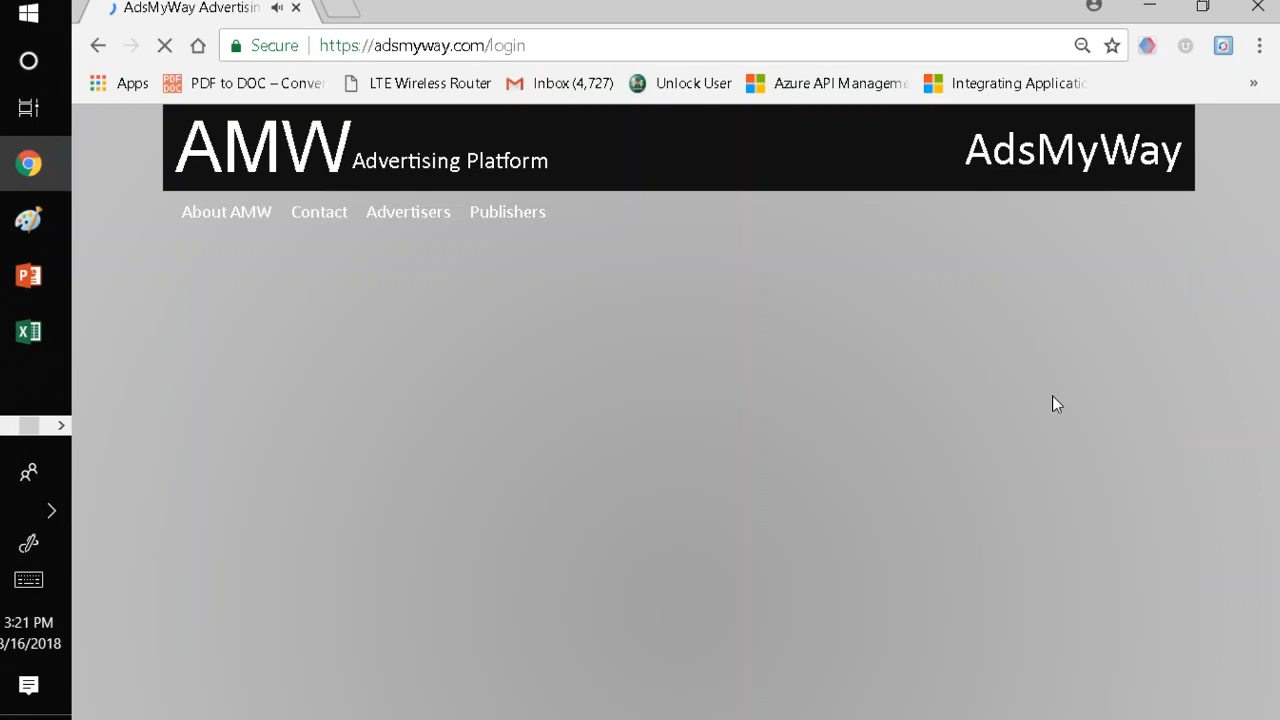 AdsMyWay Advertisin
Secure https://adsmyway.com/login
Apps PDF to DOC – Conver LTE Wireless Router Inbox (4,727) Unlock User Azure API Manageme Integrating Applicatio »
AMW Advertising Platform AdsMyWay
About AMW Contact Advertisers Publishers
3:21 PM
3/16/2018